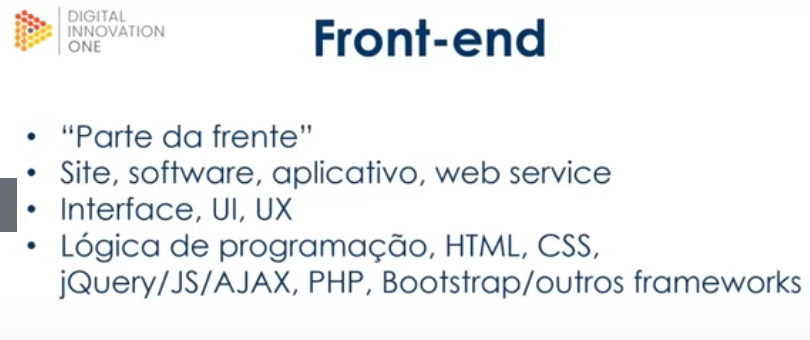 DIGITAL
INNOVATION
ONE
Front-end
• “Parte da frente”
• Site, software, aplicativo, web service
• Interface, UI, UX
• Lógica de programação, HTML, CSS,
jQuery/JS/AJAX, PHP, Bootstrap/outros frameworks